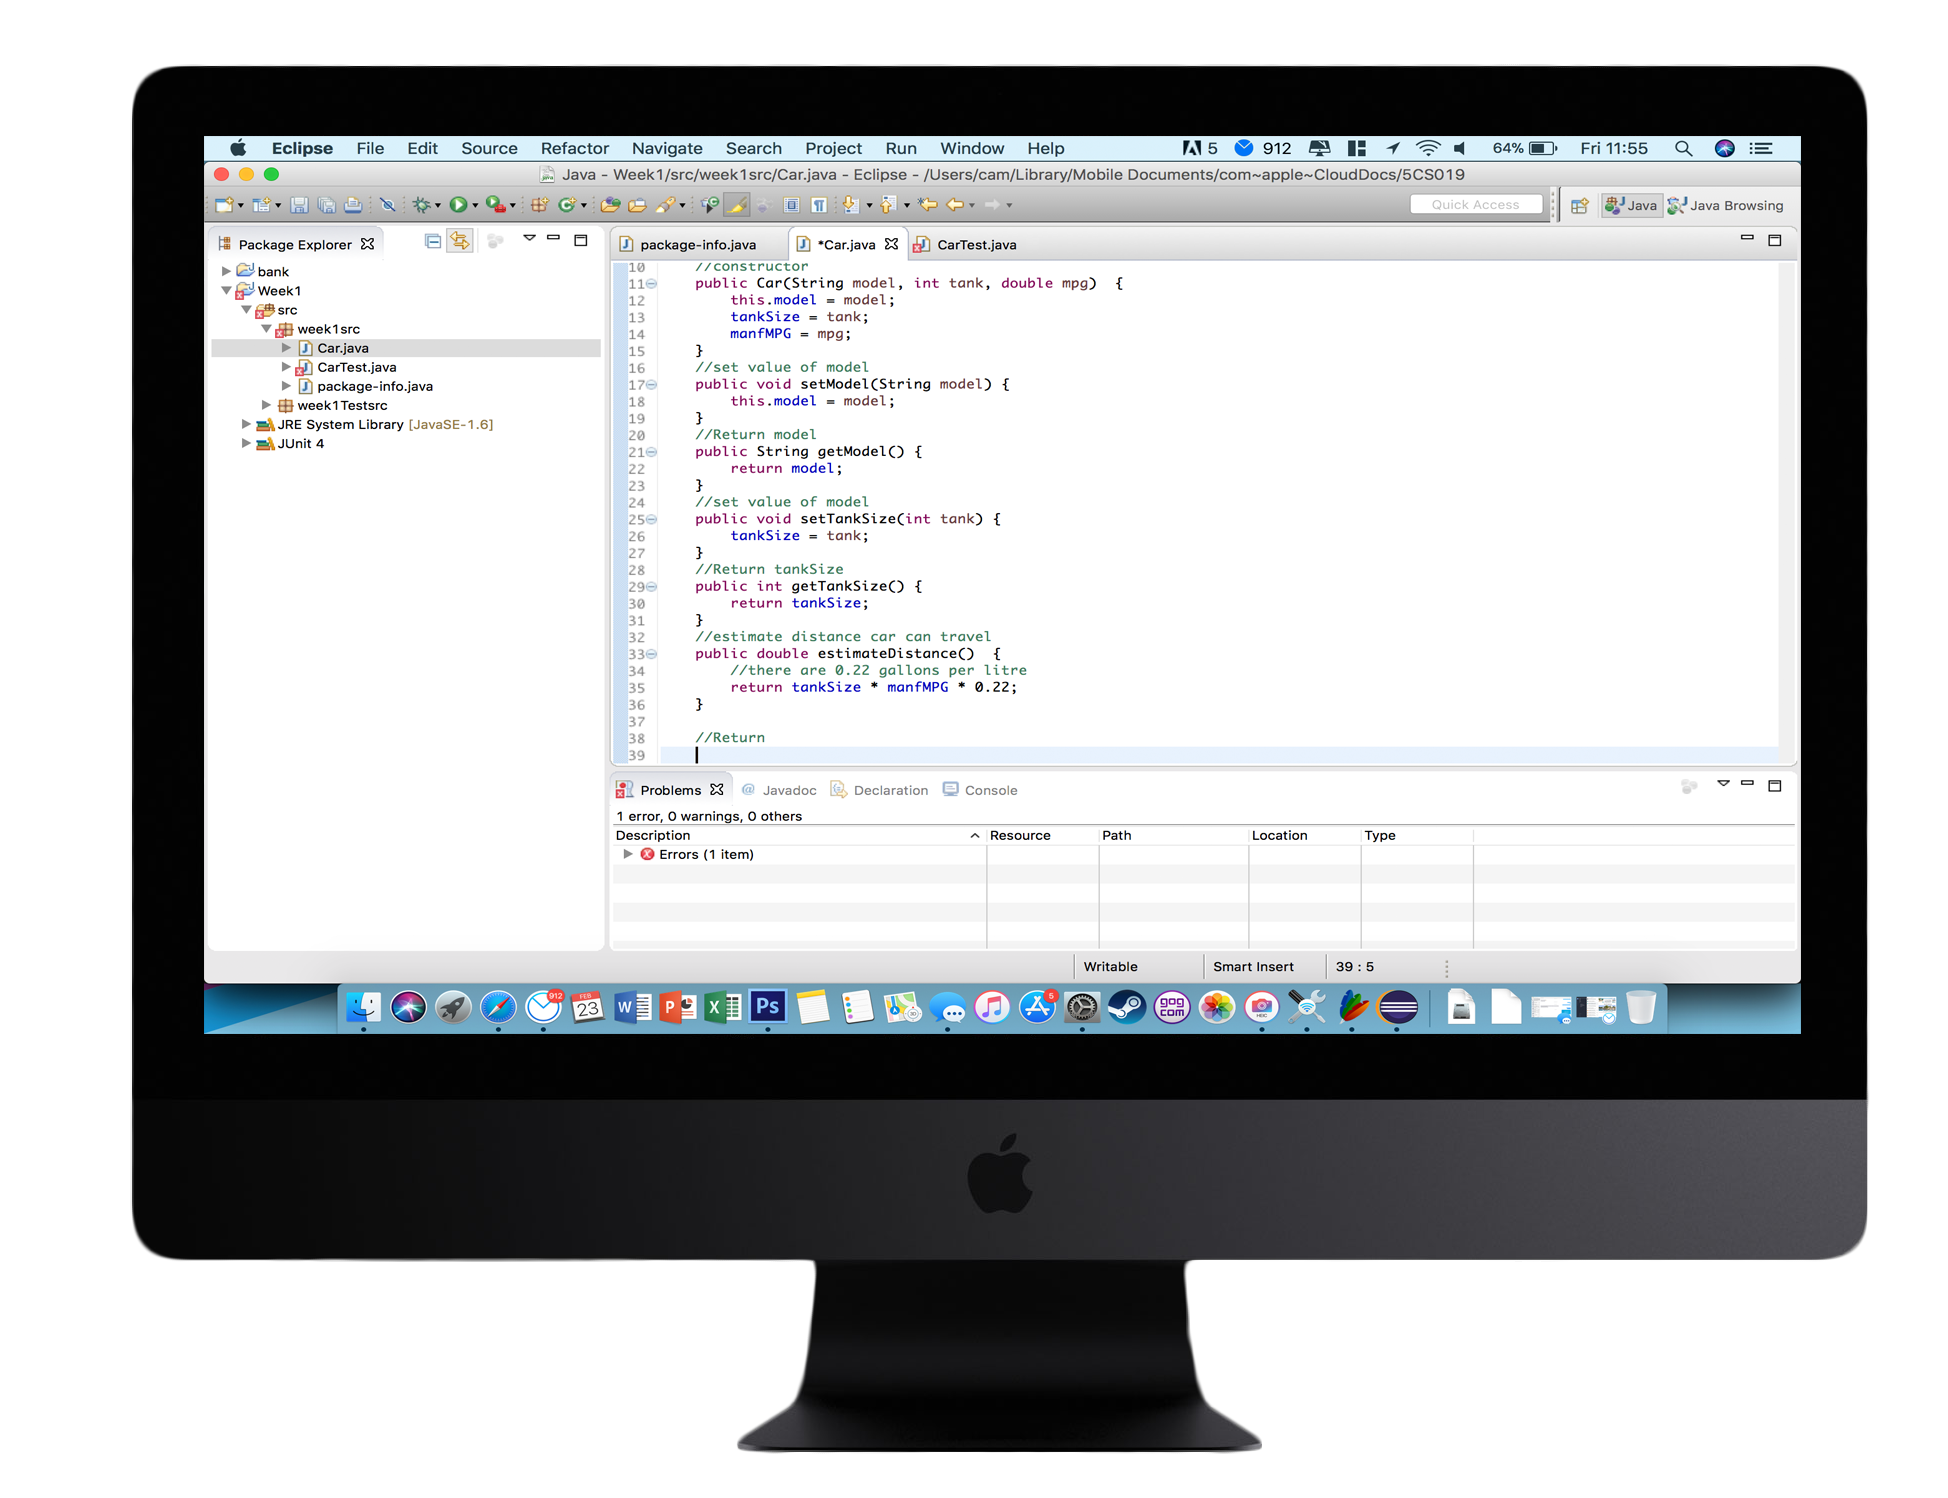 Eclipse File Edit Source Refactor Navigate Search Project Run Window Help 5 912 64% Fri 11:55
Java - Week1/src/week1src/Car.java - Eclipse - /Users/cam/Library/Mobile Documents/com~apple~CloudDocs/5CS019
Quick Access Java Java Browsing
Package Explorer
bank
Week1
src
week1src
Car.java
CarTest.java
package-info.java
week1Testsrc
JRE System Library [JavaSE-1.6]
JUnit 4
package-info.java *Car.java CarTest.java
10 //constructor
11 public Car(String model, int tank, double mpg) {
12 this.model = model;
13 tankSize = tank;
14 manfMPG = mpg;
15 }
16 //set value of model
17 public void setModel(String model) {
18 this.model = model;
19 }
20 //Return model
21 public String getModel() {
22 return model;
23 }
24 //set value of model
25 public void setTankSize(int tank) {
26 tankSize = tank;
27 }
28 //Return tankSize
29 public int getTankSize() {
30 return tankSize;
31 }
32 //estimate distance car can travel
33 public double estimateDistance() {
34 //there are 0.22 gallons per litre
35 return tankSize * manfMPG * 0.22;
36 }
37
38 //Return
39
Problems Javadoc Declaration Console
1 error, 0 warnings, 0 others
Description Resource Path Location Type
Errors (1 item)
Writable Smart Insert 39 : 5
912 FEB 23 W P X Ps 3D 5 gog com HEIC